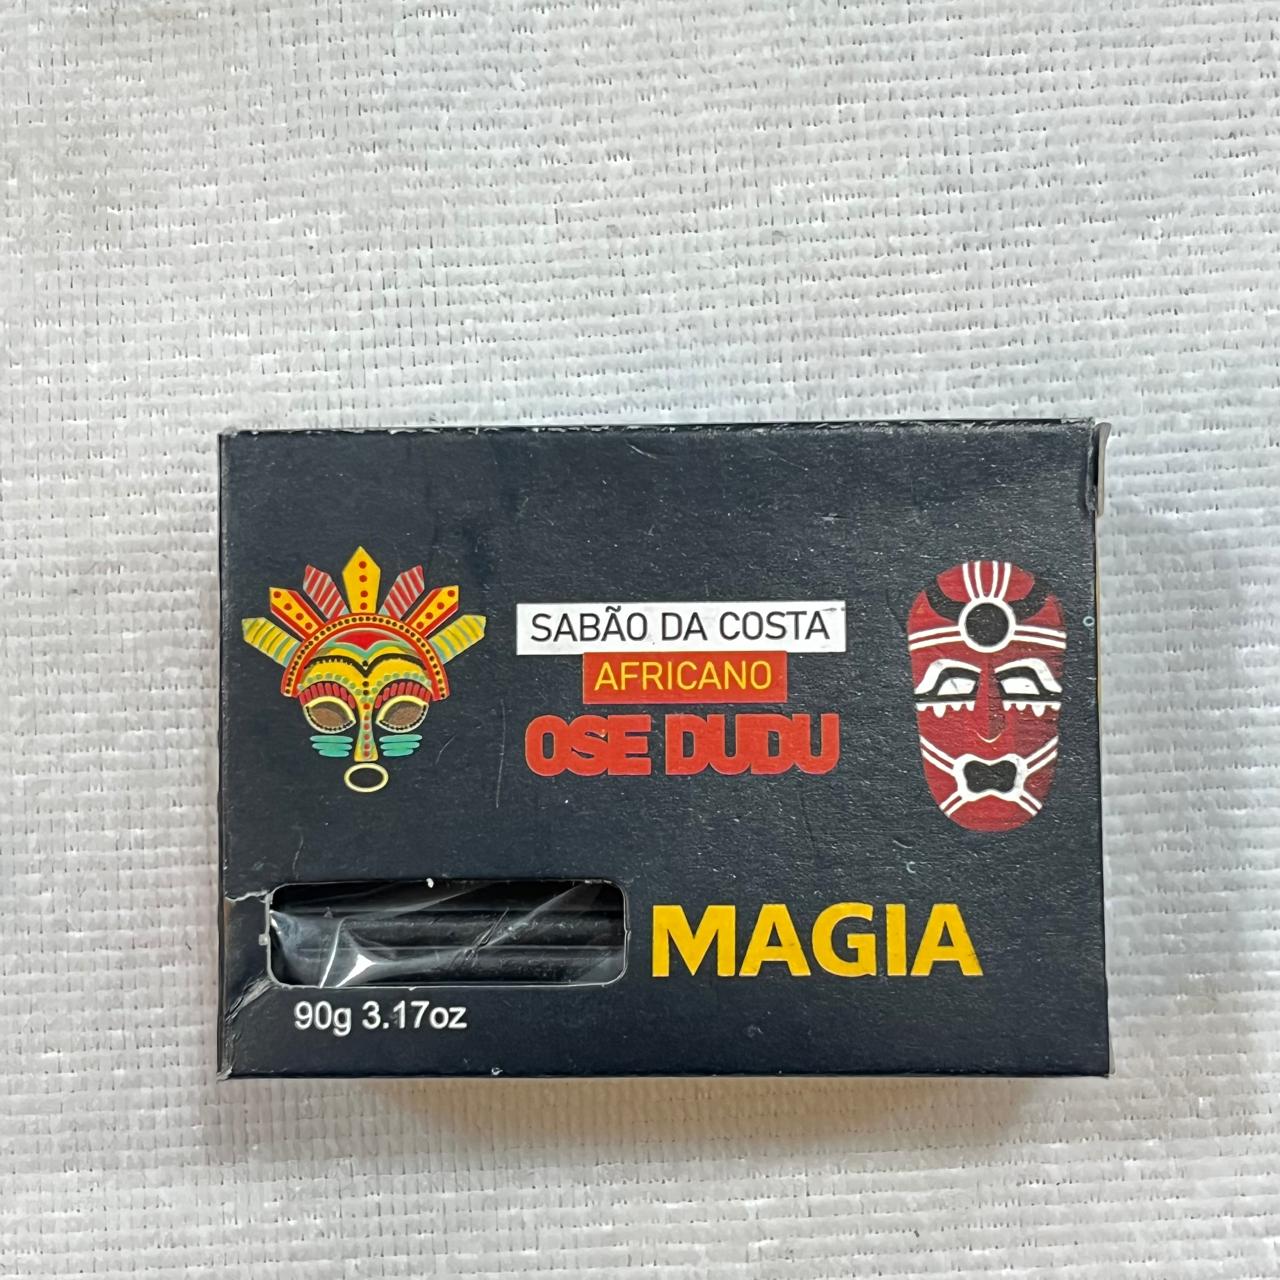 SABÃO DA COSTA
AFRICANO
OSE DUDU
MAGIA
90g 3.17oz